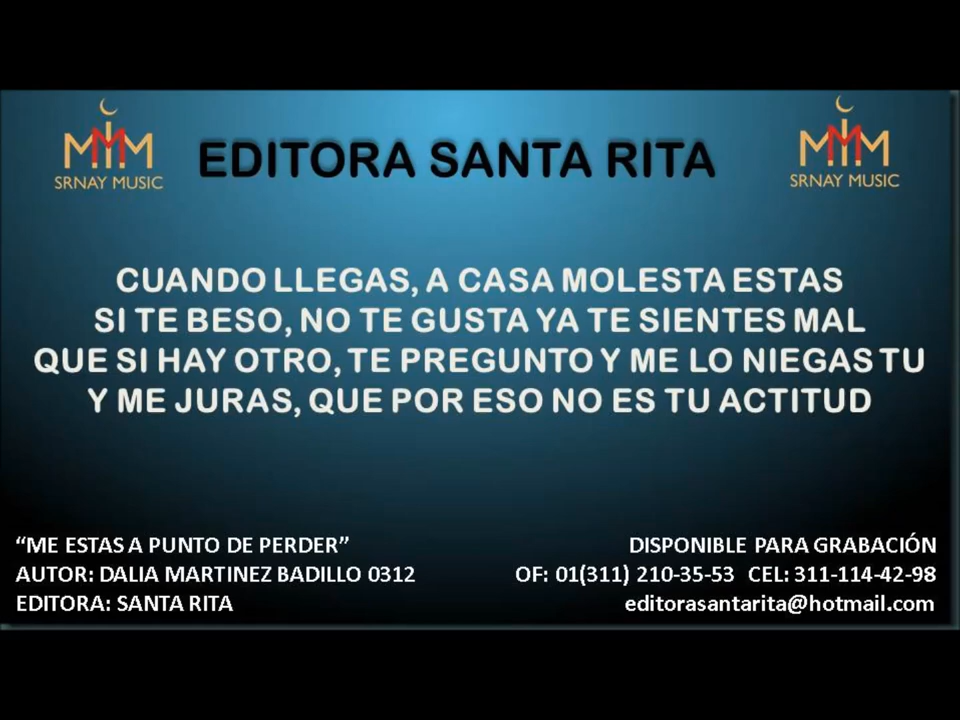 SRNAY MUSIC
EDITORA SANTA RITA
SRNAY MUSIC
CUANDO LLEGAS, A CASA MOLESTA ESTAS
SI TE BESO, NO TE GUSTA YA TE SIENTES MAL
QUE SI HAY OTRO, TE PREGUNTO Y ME LO NIEGAS TU
Y ME JURAS, QUE POR ESO NO ES TU ACTITUD
“ME ESTAS A PUNTO DE PERDER”
AUTOR: DALIA MARTINEZ BADILLO 0312
EDITORA: SANTA RITA
DISPONIBLE PARA GRABACIÓN
OF: 01(311) 210-35-53 CEL: 311-114-42-98
editorasantarita@hotmail.com